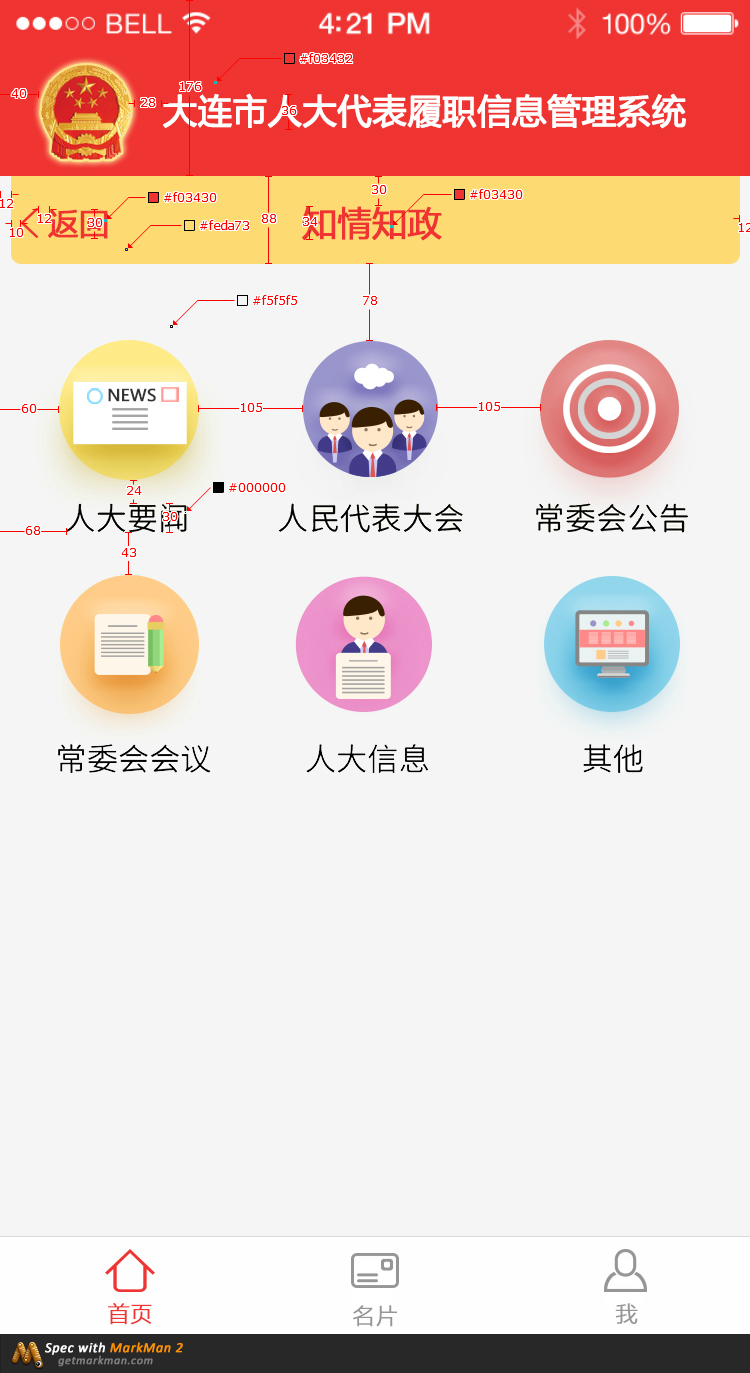 BELL 4:21 PM 100%
#f03432
40 176 28 36
大连市人大代表履职信息管理系统
30
12 #f03430 #f03430
10 12 返回 30 88 34 知情知政 12
#feda73
#f5f5f5 78
NEWS
60 105 105
24 #000000
68 人大要闻 30 人民代表大会 常委会公告
43
常委会会议 人大信息 其他
首页 名片 我
Spec with MarkMan 2
getmarkman.com